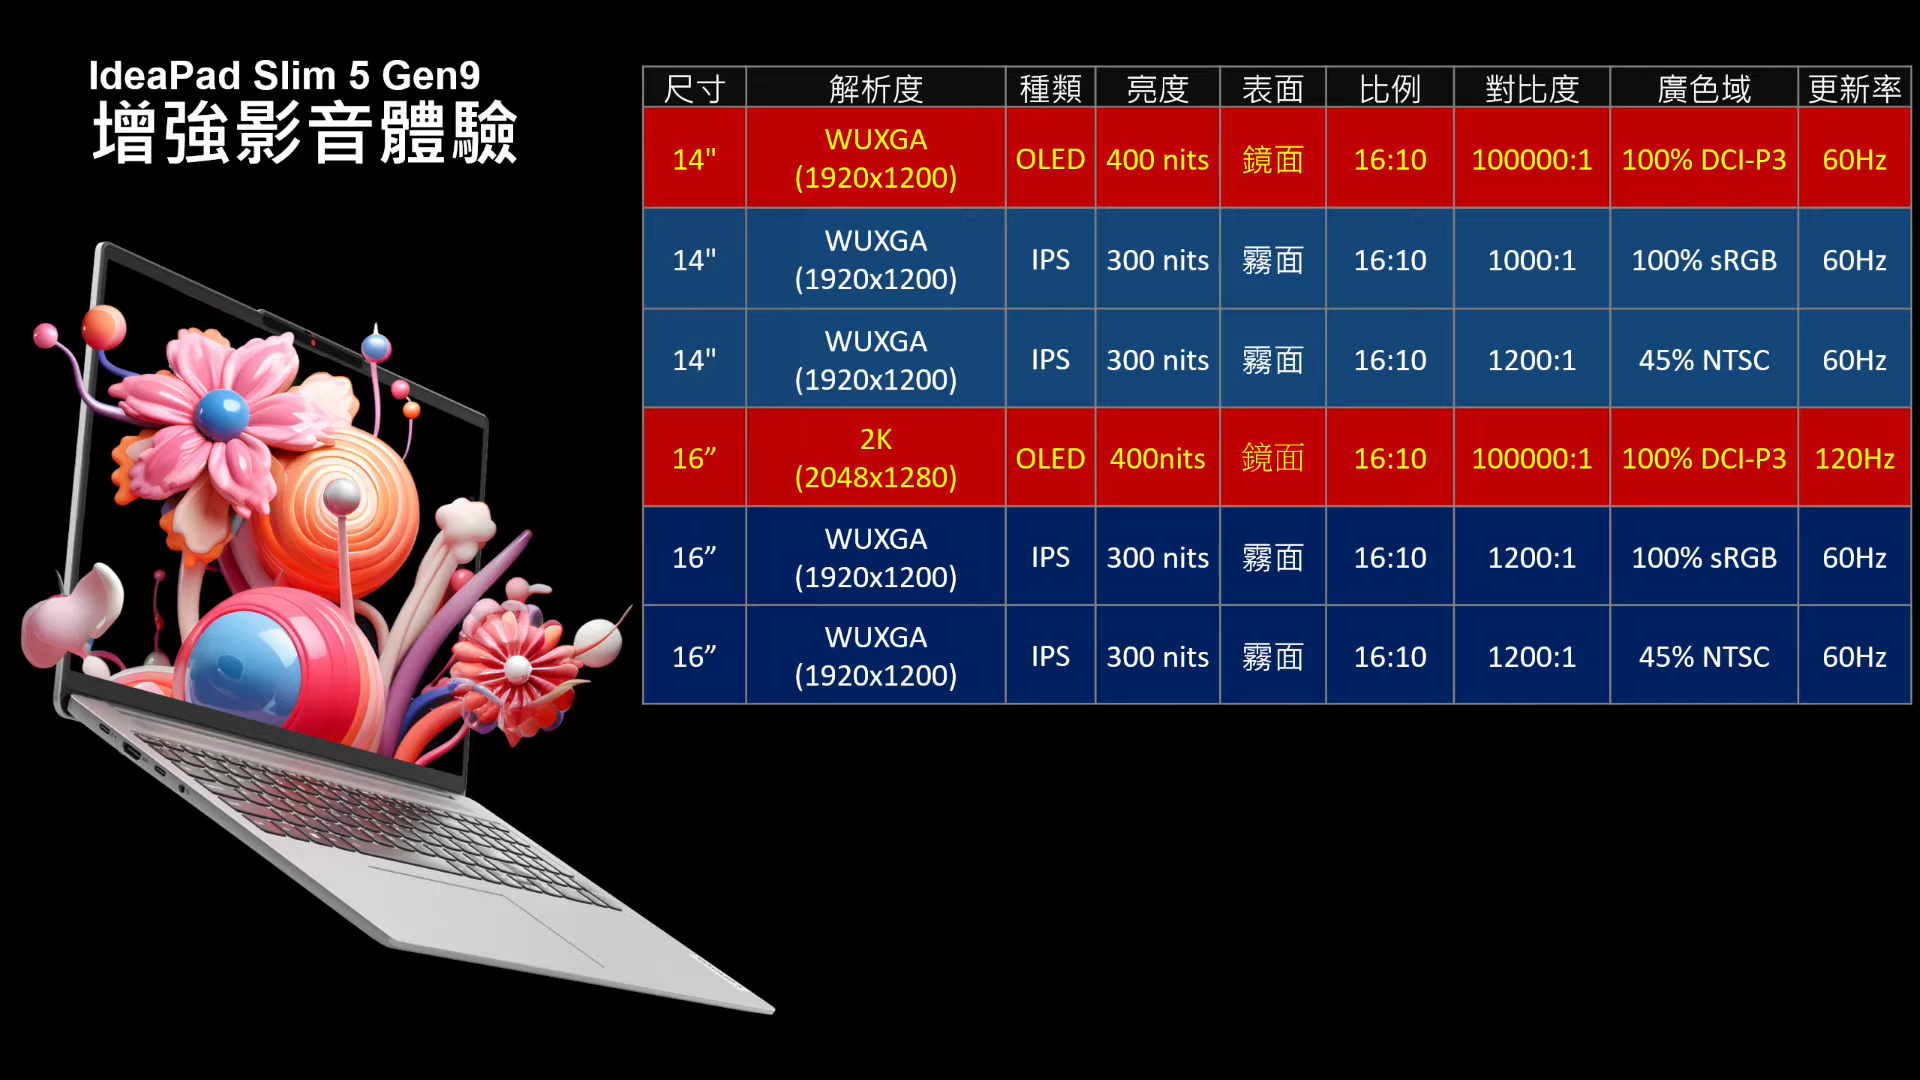 IdeaPad Slim 5 Gen9
增強影音體驗
尺寸 解析度 種類 亮度 表面 比例 對比度 廣色域 更新率
14" WUXGA (1920x1200) OLED 400 nits 鏡面 16:10 100000:1 100% DCI-P3 60Hz
14" WUXGA (1920x1200) IPS 300 nits 霧面 16:10 1000:1 100% sRGB 60Hz
14" WUXGA (1920x1200) IPS 300 nits 霧面 16:10 1200:1 45% NTSC 60Hz
16” 2K (2048x1280) OLED 400nits 鏡面 16:10 100000:1 100% DCI-P3 120Hz
16” WUXGA (1920x1200) IPS 300 nits 霧面 16:10 1200:1 100% sRGB 60Hz
16” WUXGA (1920x1200) IPS 300 nits 霧面 16:10 1200:1 45% NTSC 60Hz